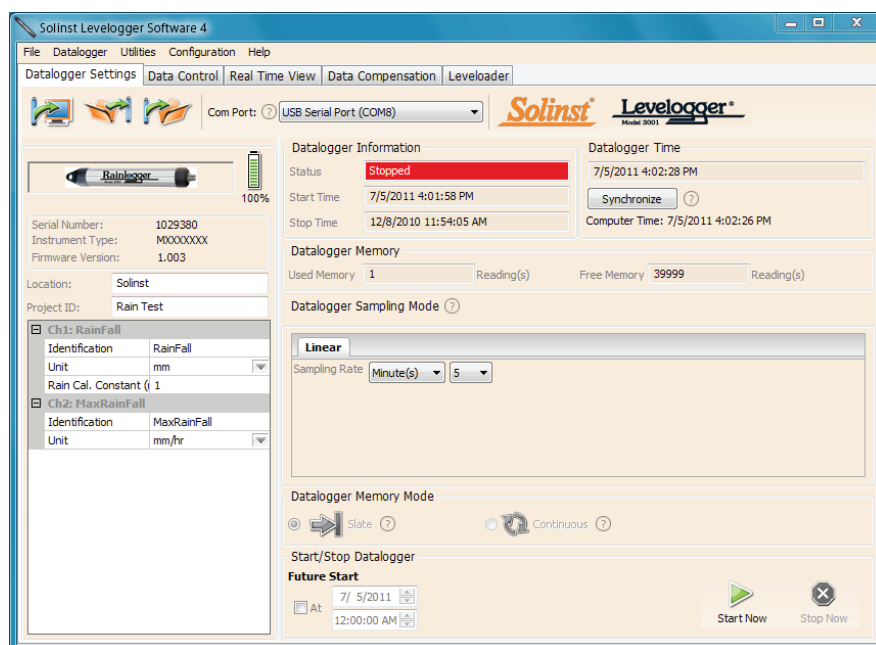 Solinst Levelogger Software 4
File Datalogger Utilities Configuration Help
Datalogger Settings Data Control Real Time View Data Compensation Leveloader
Com Port: ? USB Serial Port (COM8) Solinst Levelogger
Model 3001
Rainlogger
100%
Serial Number: 1029380
Instrument Type: MXXXXXXX
Firmware Version: 1.003
Location: Solinst
Project ID: Rain Test
Ch1: RainFall
Identification RainFall
Unit mm
Rain Cal. Constant ( 1
Ch2: MaxRainFall
Identification MaxRainFall
Unit mm/hr
Datalogger Information
Status Stopped
Start Time 7/5/2011 4:01:58 PM
Stop Time 12/8/2010 11:54:05 AM
Datalogger Time
7/5/2011 4:02:28 PM
Synchronize ?
Computer Time: 7/5/2011 4:02:26 PM
Datalogger Memory
Used Memory 1 Reading(s) Free Memory 39999 Reading(s)
Datalogger Sampling Mode ?
Linear
Sampling Rate Minute(s) 5
Datalogger Memory Mode
Slate ? Continuous ?
Start/Stop Datalogger
Future Start
At 7/ 5/2011
12:00:00 AM
Start Now Stop Now